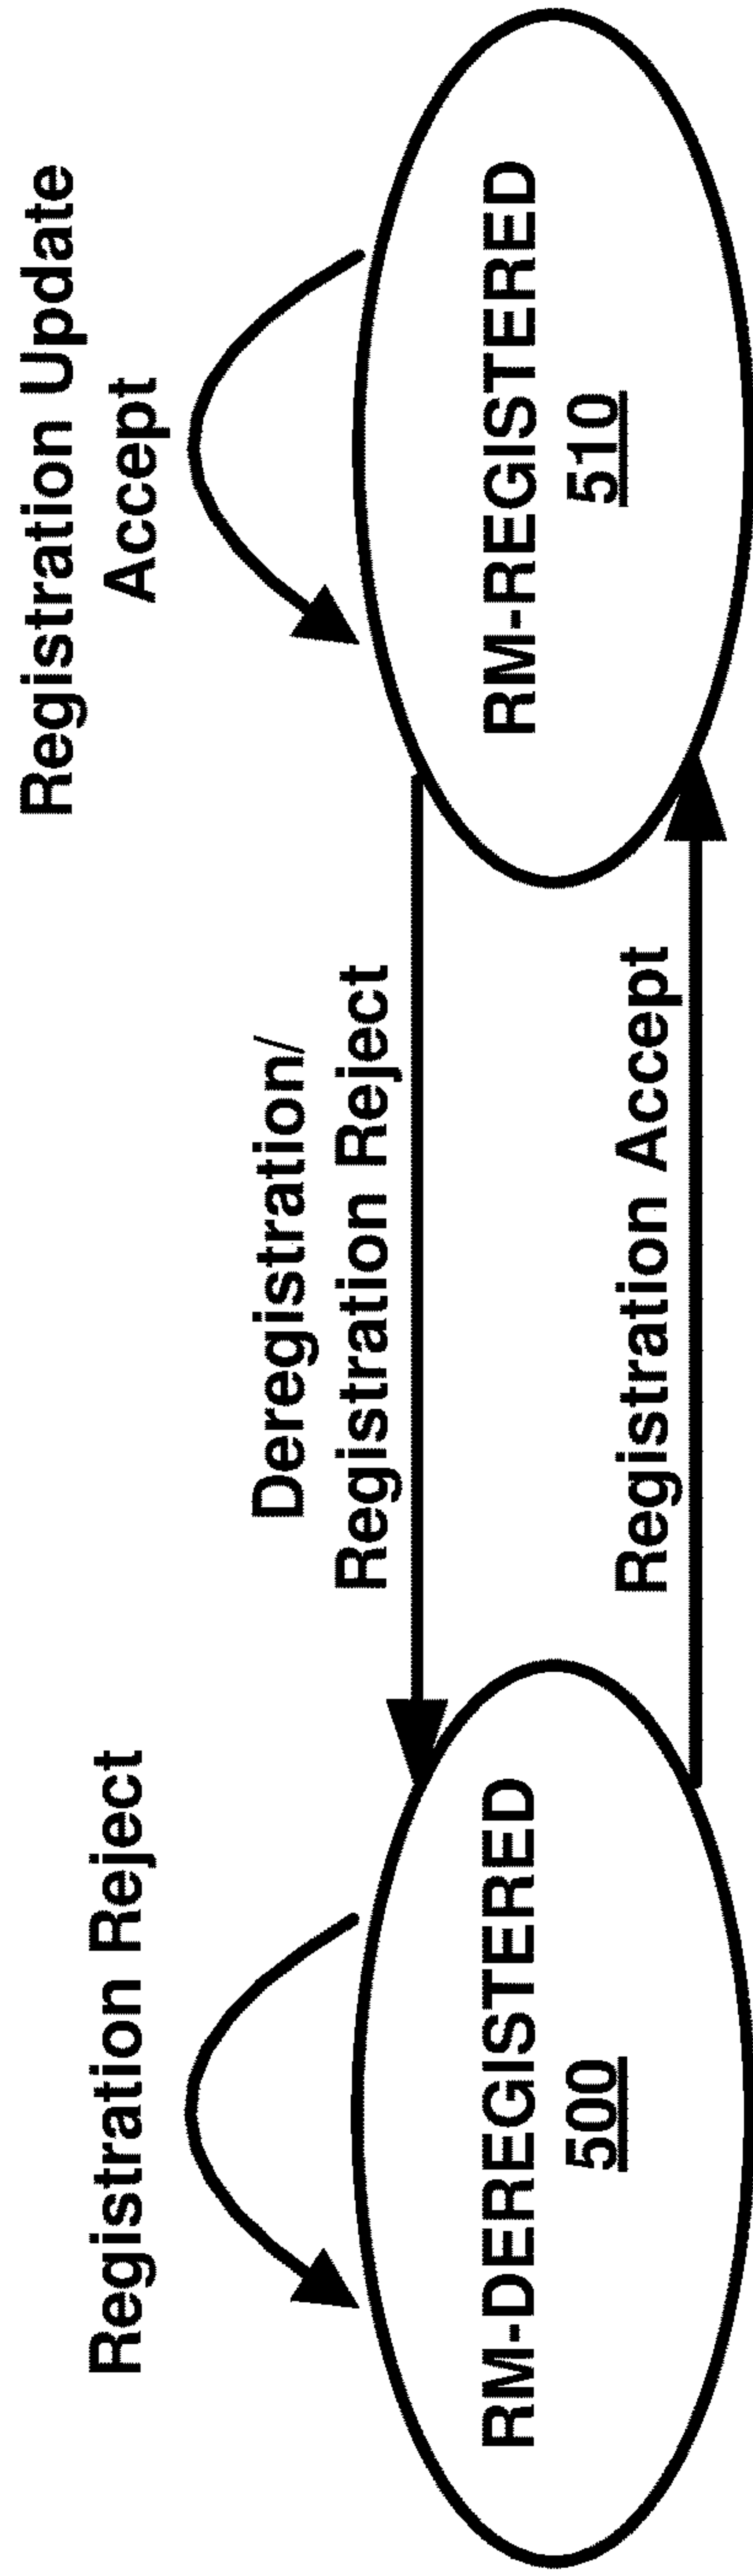 Registration Reject
RM-DEREGISTERED
500
Deregistration/
Registration Reject
Registration Accept
Registration Update
Accept
RM-REGISTERED
510